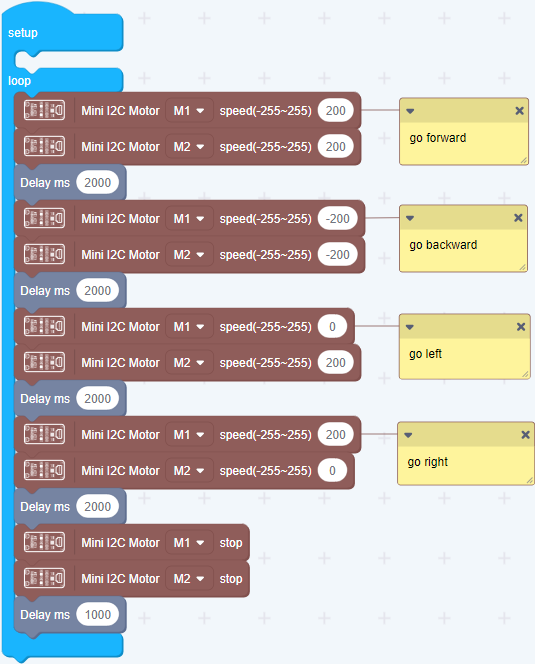 setup
loop
Mini I2C Motor M1 speed(-255~255) 200
go forward
Mini I2C Motor M2 speed(-255~255) 200
Delay ms 2000
Mini I2C Motor M1 speed(-255~255) -200
go backward
Mini I2C Motor M2 speed(-255~255) -200
Delay ms 2000
Mini I2C Motor M1 speed(-255~255) 0
go left
Mini I2C Motor M2 speed(-255~255) 200
Delay ms 2000
Mini I2C Motor M1 speed(-255~255) 200
go right
Mini I2C Motor M2 speed(-255~255) 0
Delay ms 2000
Mini I2C Motor M1 stop
Mini I2C Motor M2 stop
Delay ms 1000